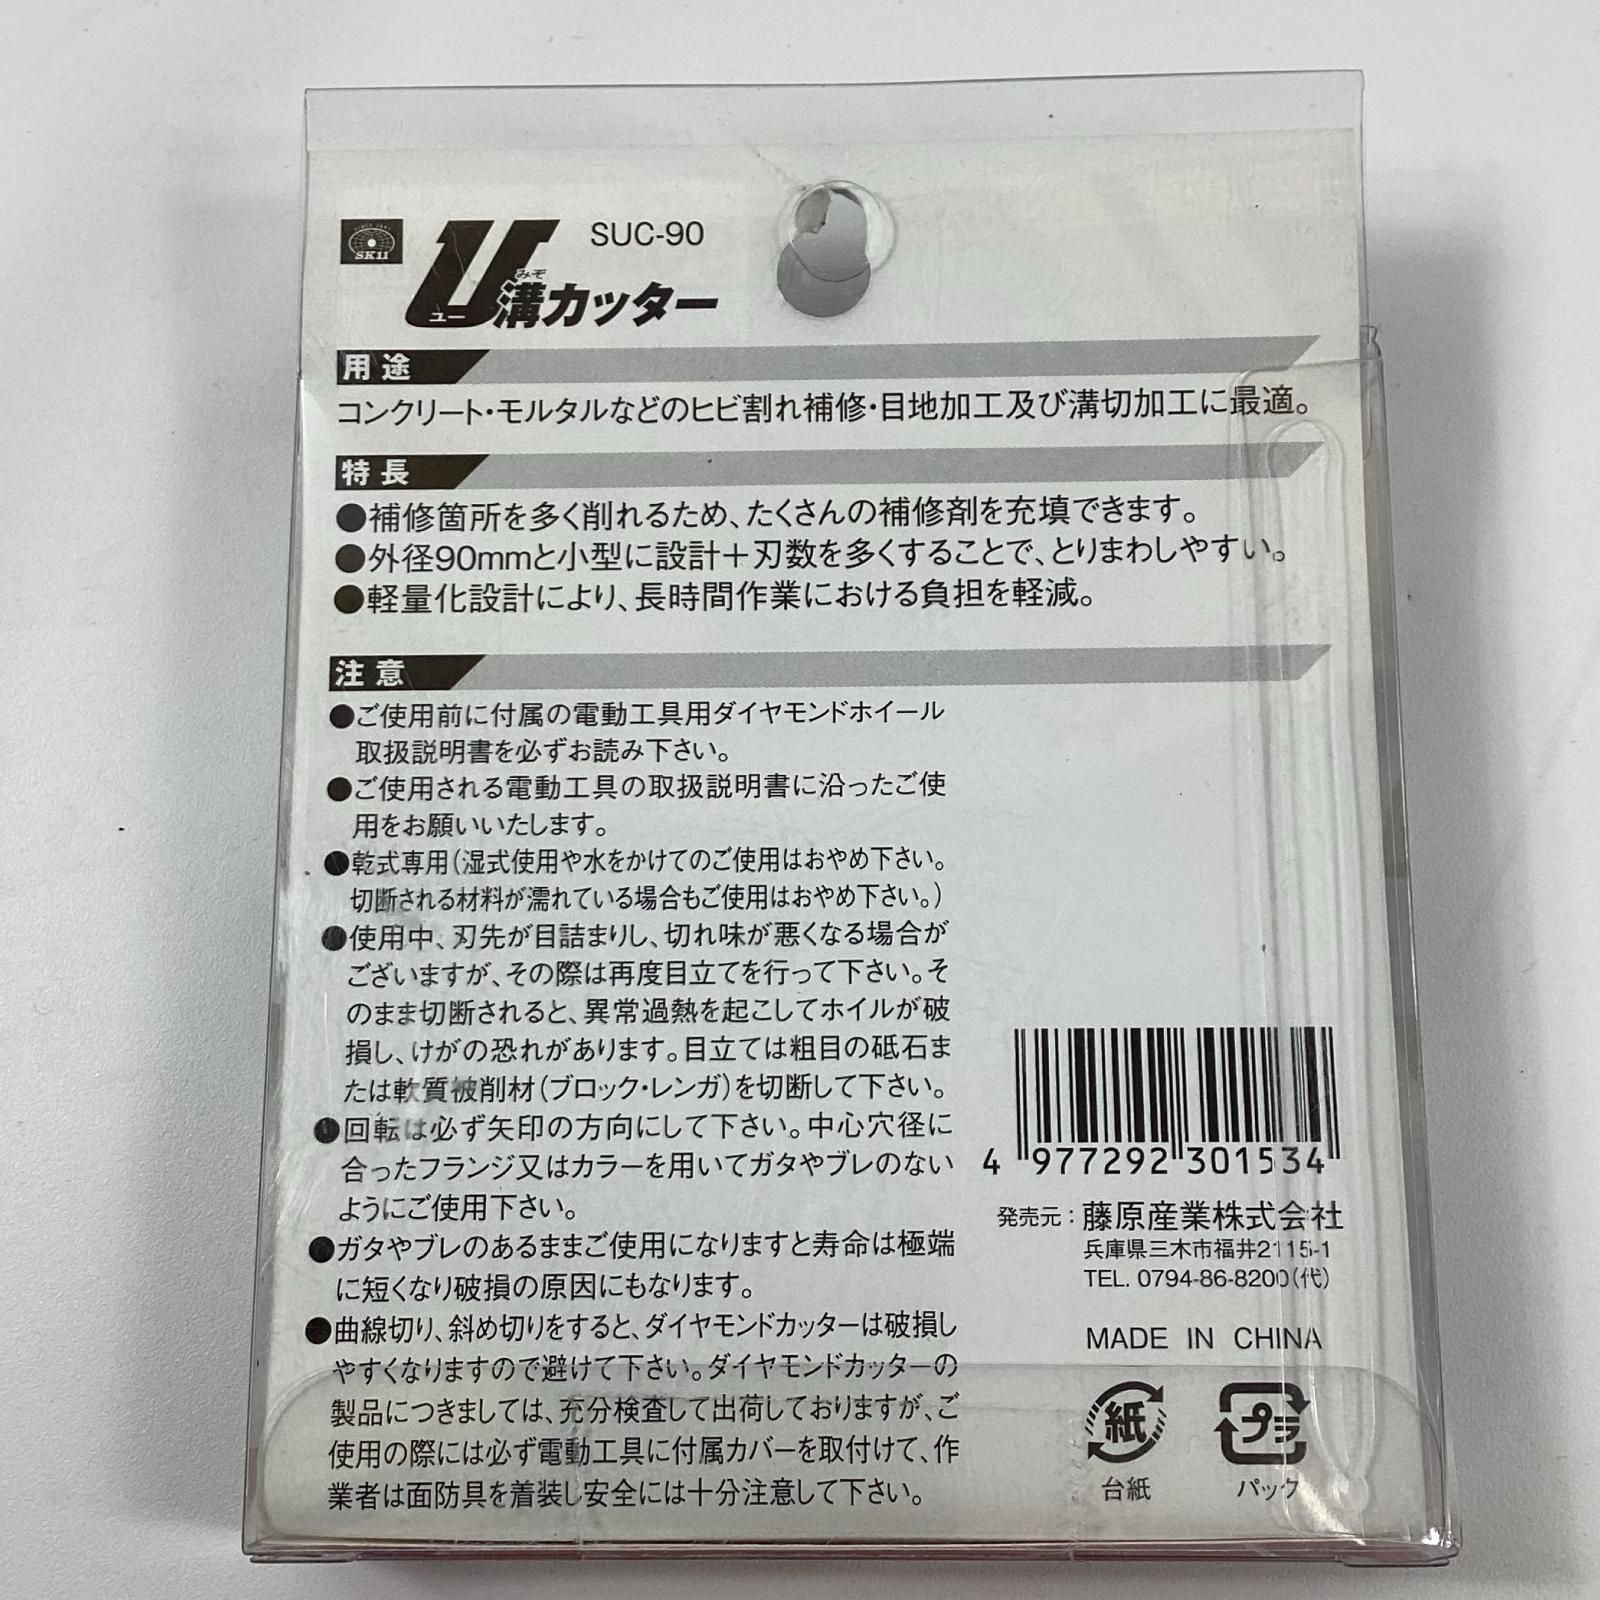 SINCE 1947
SK11
SUC-90
U溝カッター
ユー
みぞ
用途
コンクリート・モルタルなどのヒビ割れ補修・目地加工及び溝切加工に最適。
特長
●補修箇所を多く削れるため、たくさんの補修剤を充填できます。
●外径90mmと小型に設計＋刃数を多くすることで、とりまわしやすい。
●軽量化設計により、長時間作業における負担を軽減。
注意
●ご使用前に付属の電動工具用ダイヤモンドホイール
取扱説明書を必ずお読み下さい。
●ご使用される電動工具の取扱説明書に沿ったご使
用をお願いいたします。
●乾式専用(湿式使用や水をかけてのご使用はおやめ下さい。
切断される材料が濡れている場合もご使用はおやめ下さい。)
●使用中、刃先が目詰まりし、切れ味が悪くなる場合が
ございますが、その際は再度目立てを行って下さい。そ
のまま切断されると、異常過熱を起こしてホイルが破
損し、けがの恐れがあります。目立ては粗目の砥石ま
たは軟質被削材(ブロック・レンガ)を切断して下さい。
●回転は必ず矢印の方向にして下さい。中心穴径に
合ったフランジ又はカラーを用いてガタやブレのない
ようにご使用下さい。
●ガタやブレのあるままご使用になりますと寿命は極端
に短くなり破損の原因にもなります。
●曲線切り、斜め切りをすると、ダイヤモンドカッターは破損し
やすくなりますので避けて下さい。ダイヤモンドカッターの
製品につきましては、充分検査して出荷しておりますが、ご
使用の際には必ず電動工具に付属カバーを取付けて、作
業者は面防具を着装し安全には十分注意して下さい。
4 977292 301534
発売元：藤原産業株式会社
兵庫県三木市福井2115-1
TEL. 0794-86-8200(代)
MADE IN CHINA
紙
プラ
台紙
パック